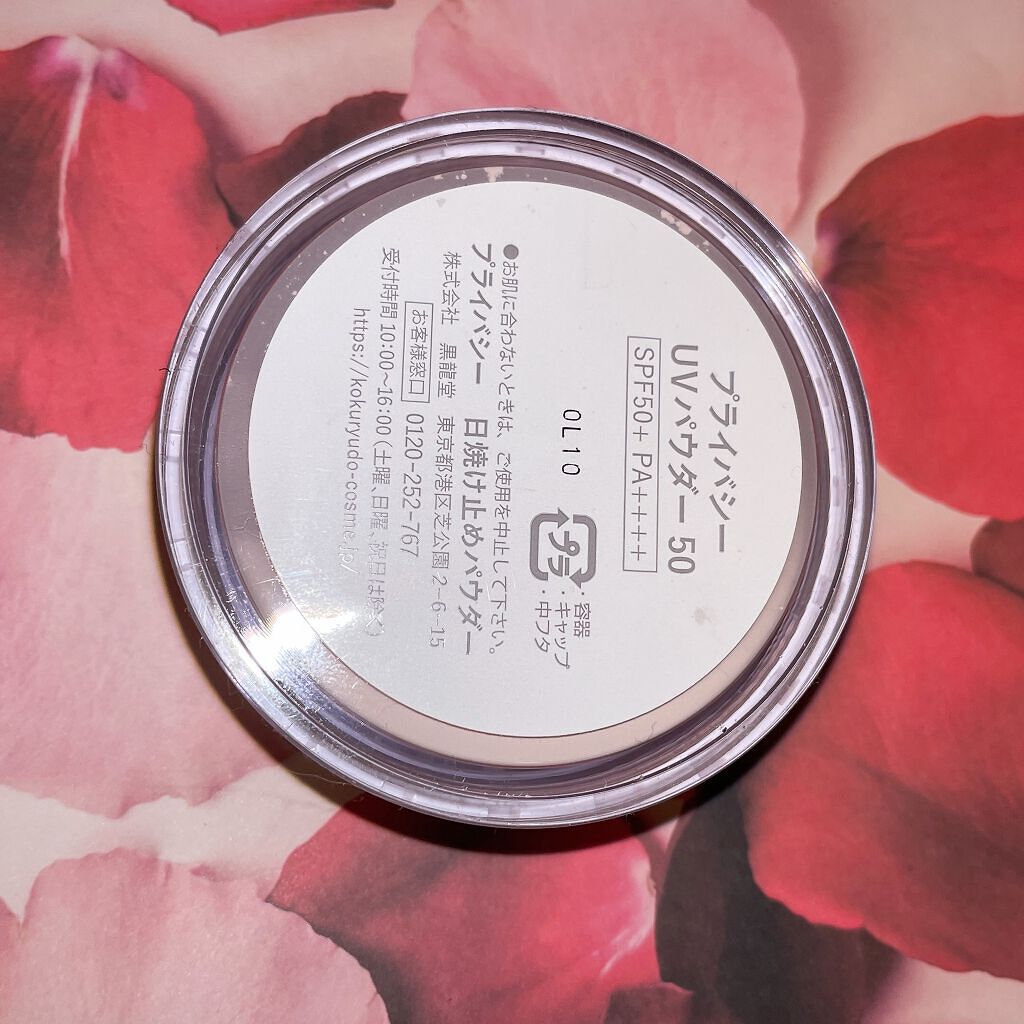 プライバシー
UVパウダー 50
SPF50+ PA++++
0L10
プラ
: 容器
・キャップ
・中フタ
●お肌に合わないときは、ご使用を中止して下さい。
プライバシー 日焼け止めパウダー
株式会社 黒龍堂 東京都港区芝公園2-6-15
お客様窓口 0120-252-767
受付時間 10:00~16:00（土曜、日曜、祝日は除く）
https://kokuryudo-cosme.jp/